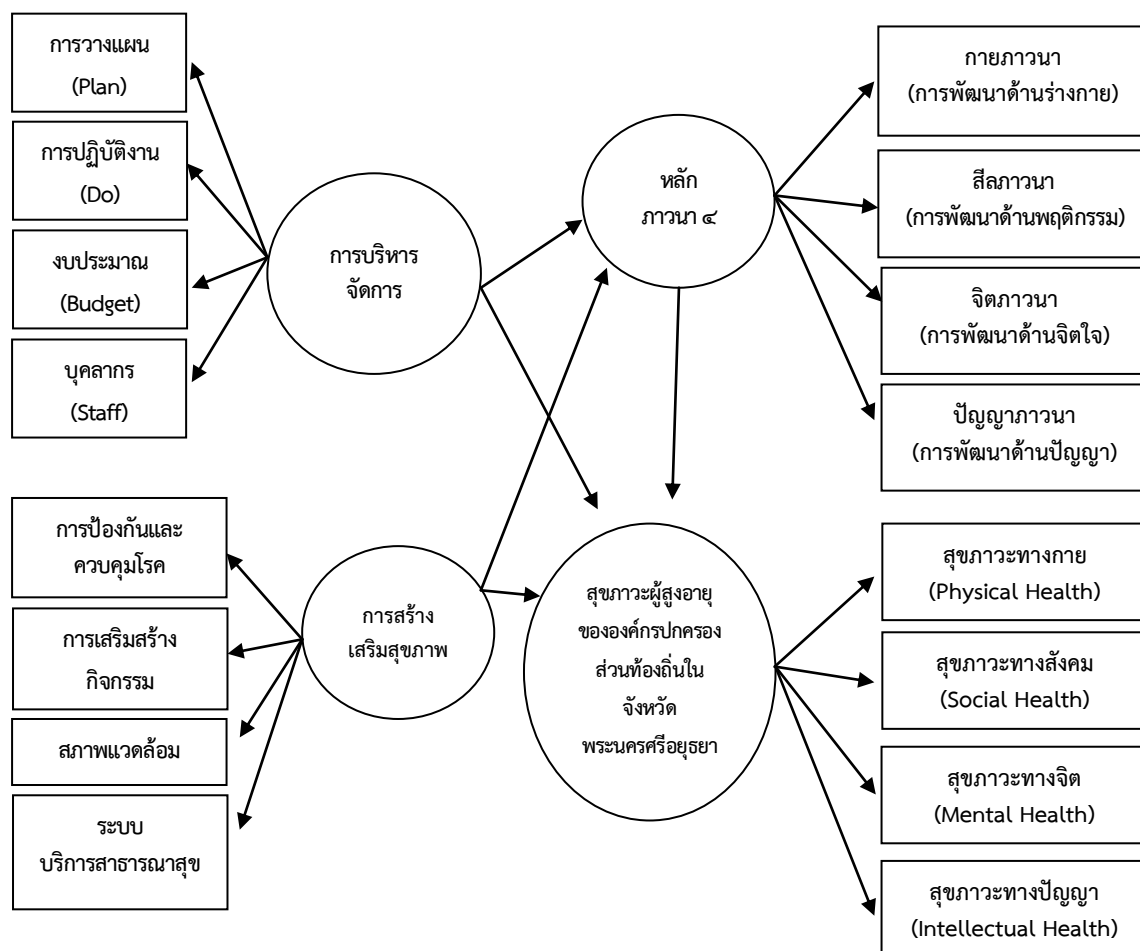 การวางแผน
(Plan)
การปฏิบัติงาน
(Do)
งบประมาณ
(Budget)
บุคลากร
(Staff)
การบริหาร
จัดการ
หลัก
ภาวนา ๔
กายภาวนา
(การพัฒนาด้านร่างกาย)
สีลภาวนา
(การพัฒนาด้านพฤติกรรม)
จิตภาวนา
(การพัฒนาด้านจิตใจ)
ปัญญาภาวนา
(การพัฒนาด้านปัญญา)
การป้องกันและ
ควบคุมโรค
การเสริมสร้าง
กิจกรรม
สภาพแวดล้อม
ระบบ
บริการสาธารณาสุข
การสร้าง
เสริมสุขภาพ
สุขภาวะผู้สูงอายุ
ขององค์กรปกครอง
ส่วนท้องถิ่นใน
จังหวัด
พระนครศรีอยุธยา
สุขภาวะทางกาย
(Physical Health)
สุขภาวะทางสังคม
(Social Health)
สุขภาวะทางจิต
(Mental Health)
สุขภาวะทางปัญญา
(Intellectual Health)